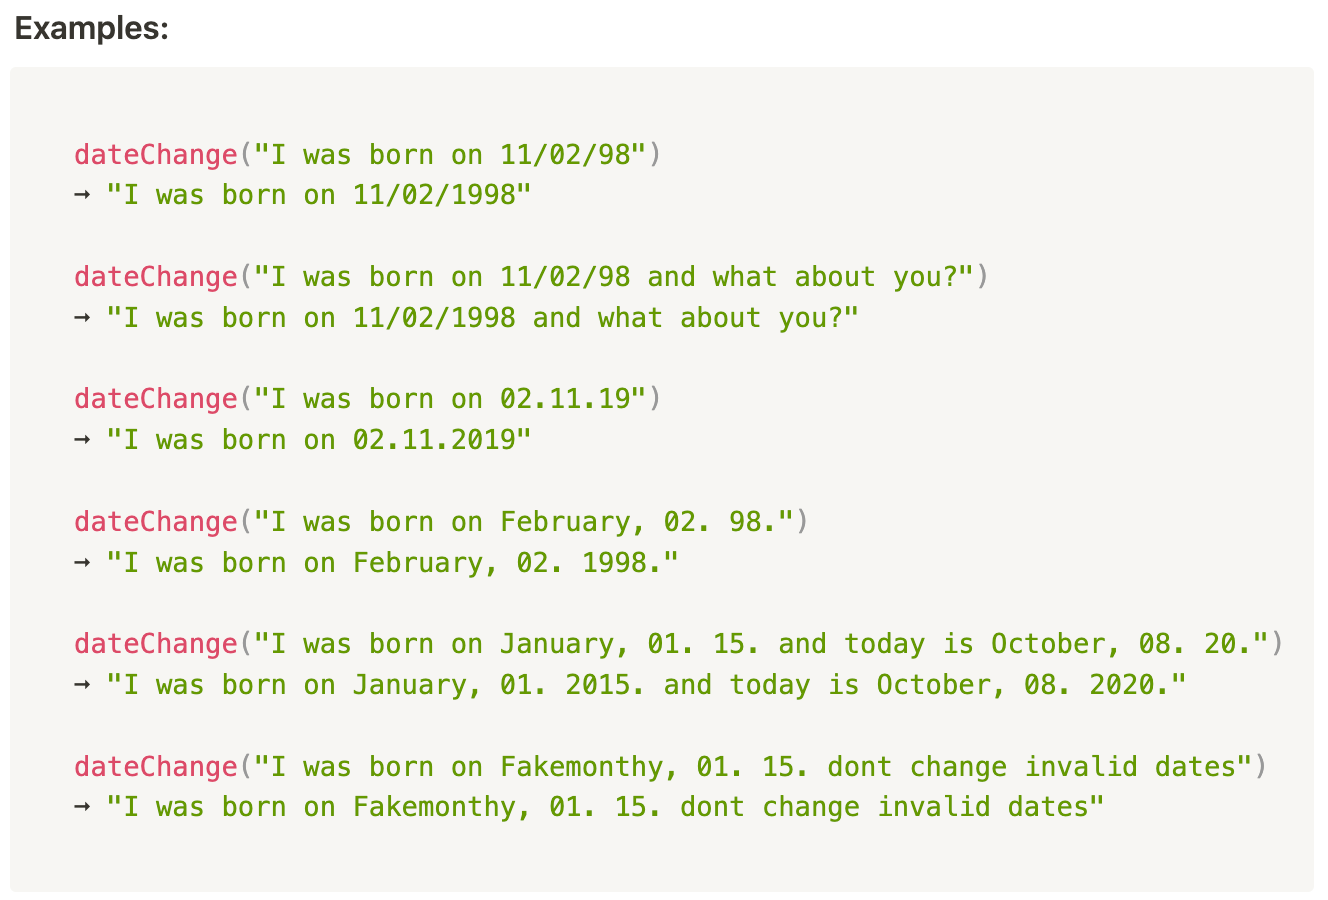 Examples:
dateChange("I was born on 11/02/98")
→ "I was born on 11/02/1998"
dateChange("I was born on 11/02/98 and what about you?")
→ "I was born on 11/02/1998 and what about you?"
dateChange("I was born on 02.11.19")
→ "I was born on 02.11.2019"
dateChange("I was born on February, 02. 98.")
→ "I was born on February, 02. 1998."
dateChange("I was born on January, 01. 15. and today is October, 08. 20.")
→ "I was born on January, 01. 2015. and today is October, 08. 2020."
dateChange("I was born on Fakemonthy, 01. 15. dont change invalid dates")
→ "I was born on Fakemonthy, 01. 15. dont change invalid dates"